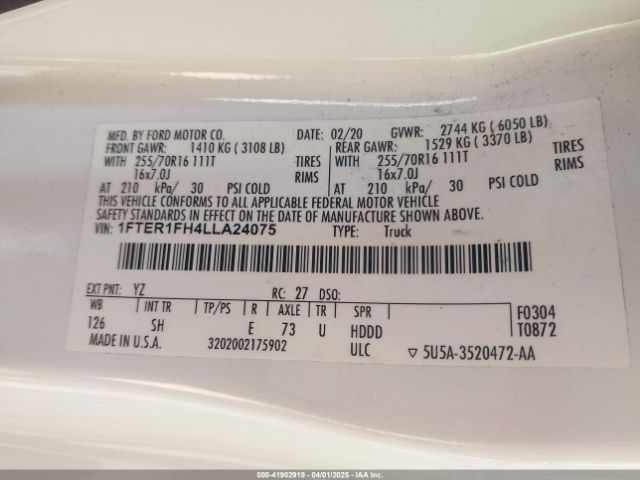 MFD. BY FORD MOTOR CO. DATE: 02/20 GVWR: 2744 KG ( 6050 LB)
FRONT GAWR: 1410 KG ( 3108 LB) REAR GAWR: 1529 KG ( 3370 LB)
WITH 255/70R16 111T TIRES WITH 255/70R16 111T TIRES
16x7.0J RIMS 16x7.0J RIMS
AT 210 kPa/ 30 PSI COLD AT 210 kPa/ 30 PSI COLD
THIS VEHICLE CONFORMS TO ALL APPLICABLE FEDERAL MOTOR VEHICLE
SAFETY STANDARDS IN EFFECT ON THE DATE OF MANUFACTURE SHOWN ABOVE.
VIN: 1FTER1FH4LLA24075 TYPE: Truck
EXT PNT: YZ RC: 27 DSO:
WB INT TR TP/PS R AXLE TR SPR F0304
126 SH E 73 U HDDD T0872
MADE IN U.S.A. 3202002175902 ULC ▽ 5U5A-3520472-AA
000-41902919 - 04/01/2025 - IAA, Inc.